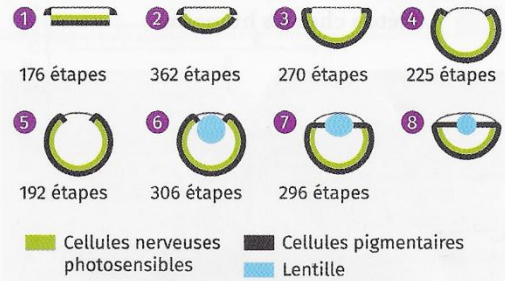 1 2 3 4
176 étapes 362 étapes 270 étapes 225 étapes
5 6 7 8
192 étapes 306 étapes 296 étapes
Cellules nerveuses photosensibles
Cellules pigmentaires
Lentille